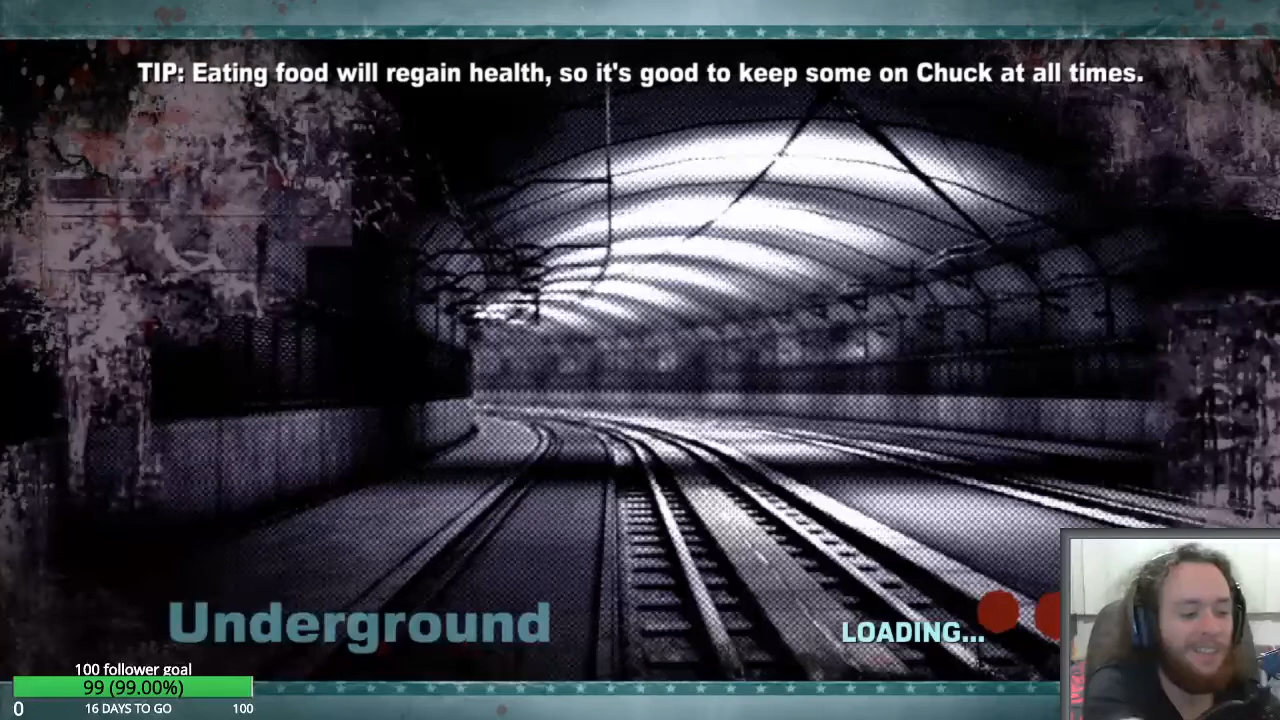 TIP: Eating food will regain health, so it's good to keep some on Chuck at all times.
Underground
LOADING...
100 follower goal
99 (99.00%)
0 16 DAYS TO GO 100